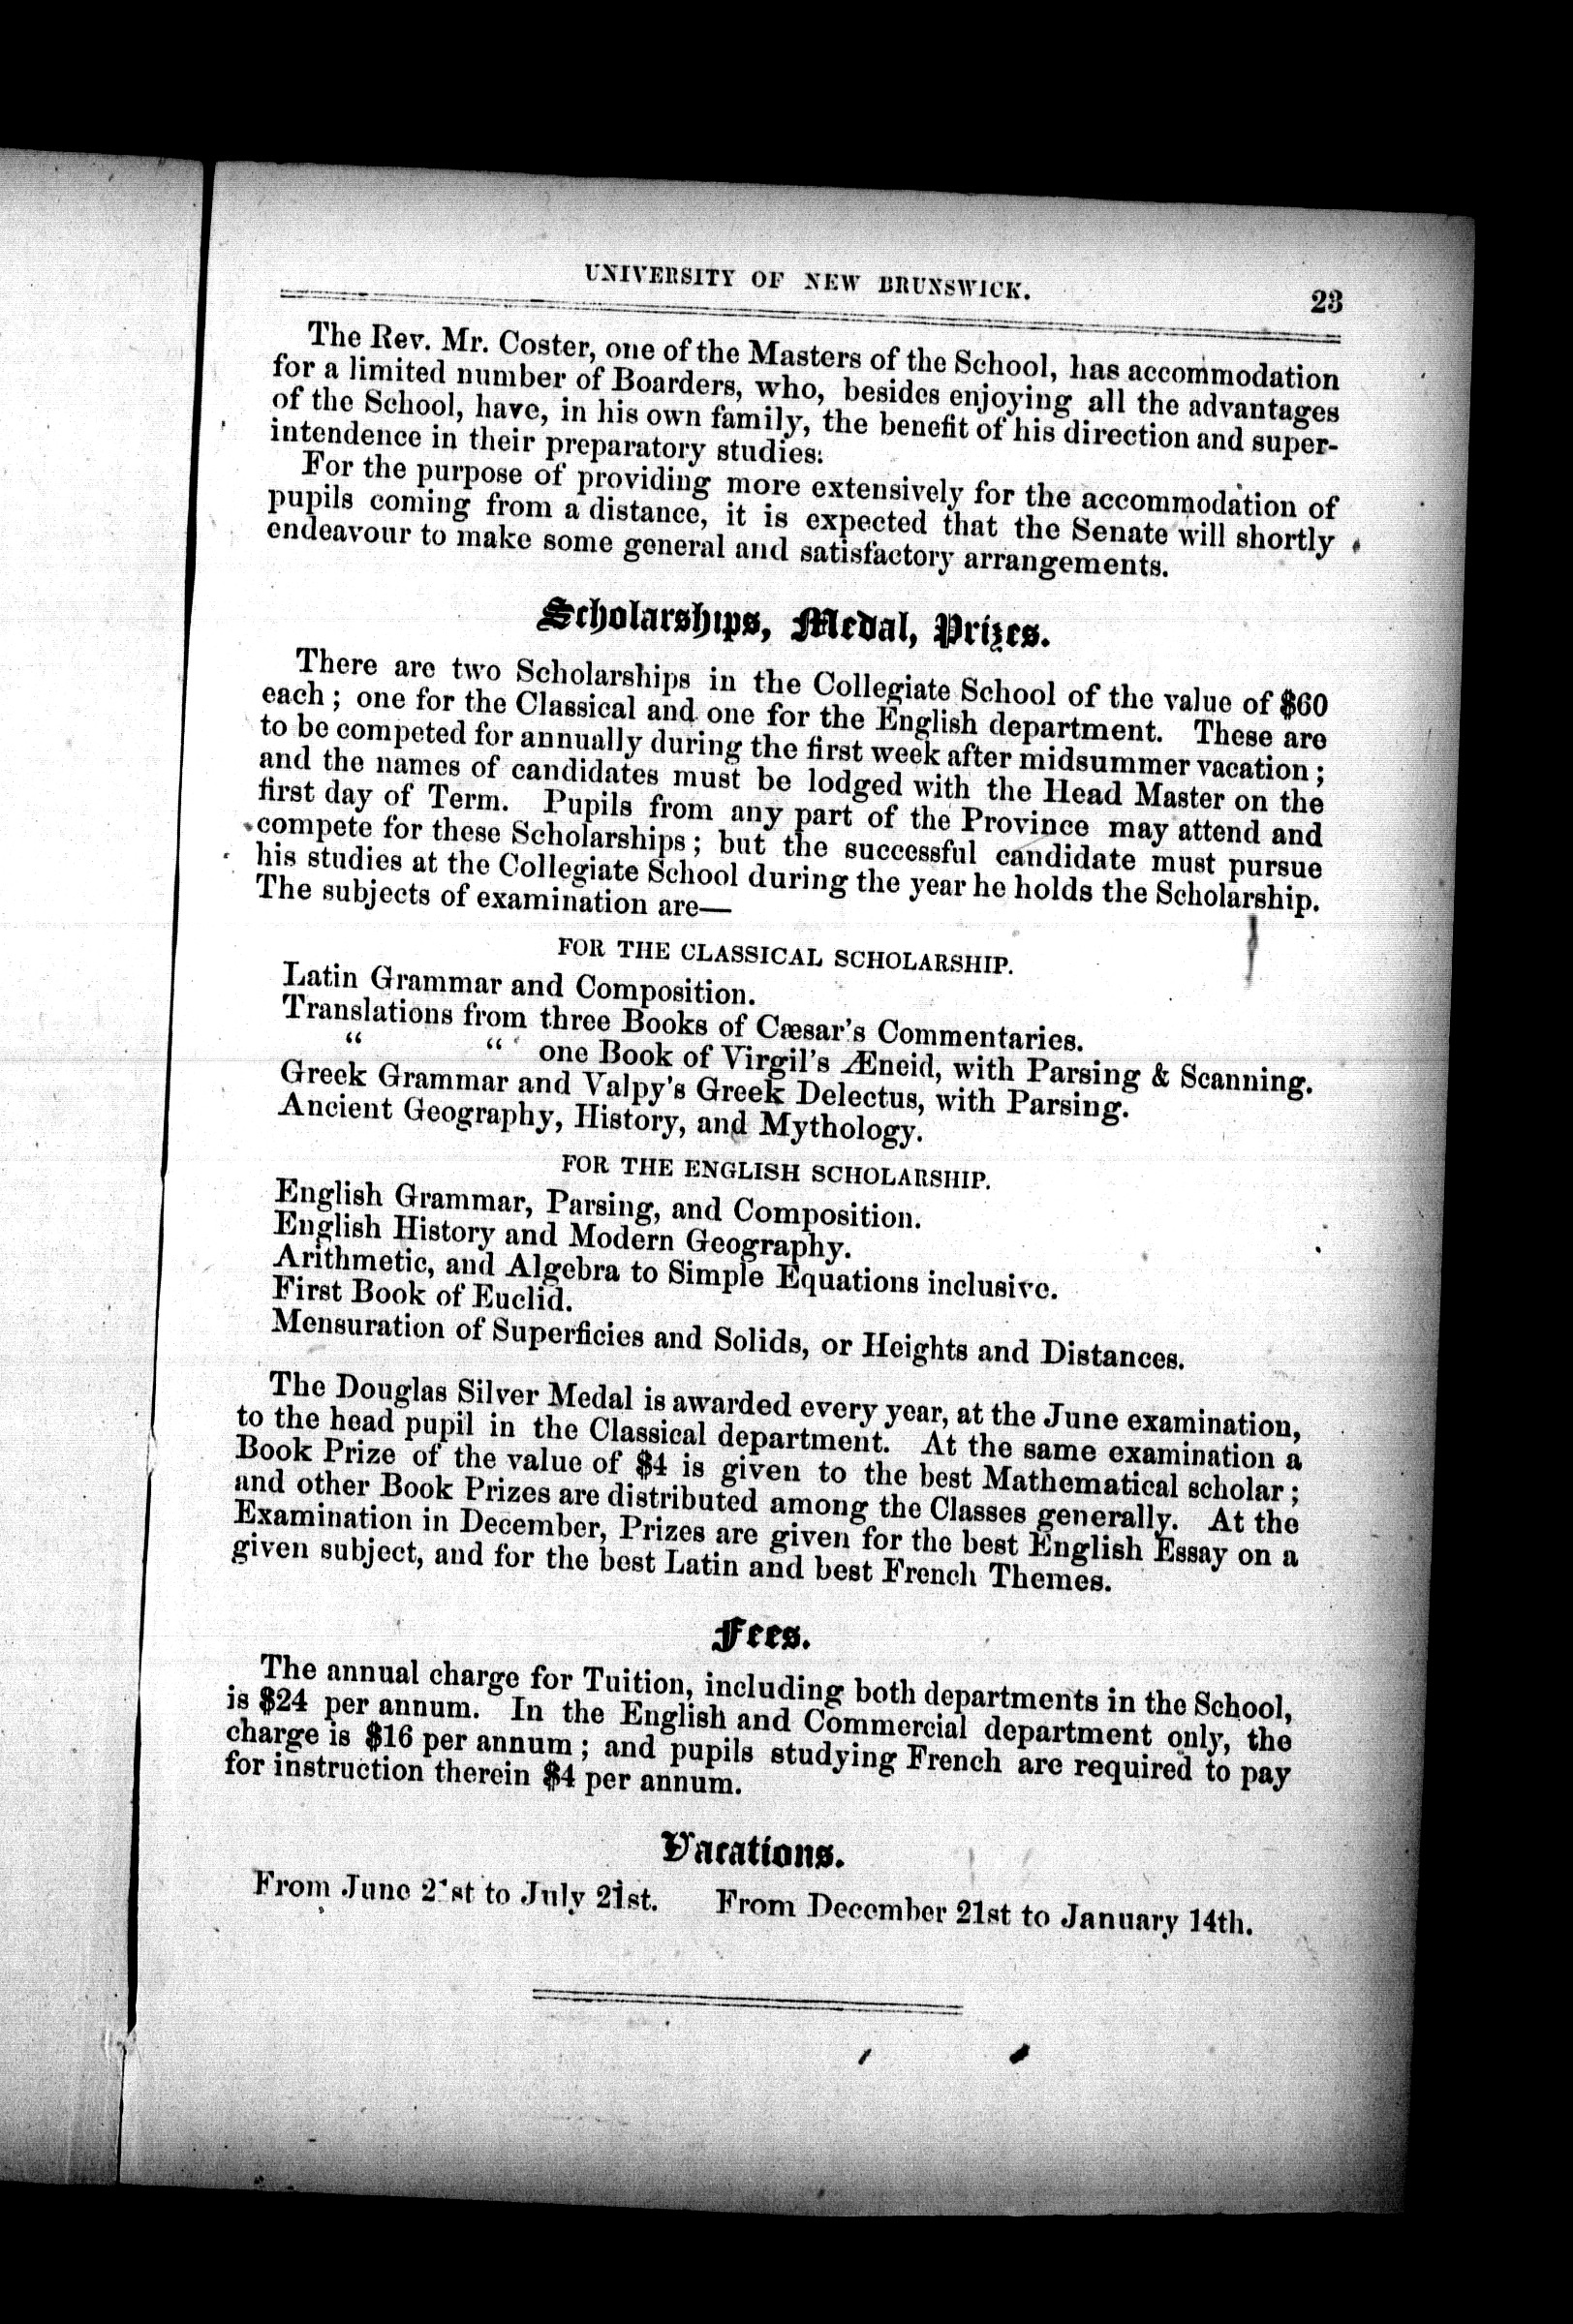 UNIVERSITY OF NEW BRUNSWICK. 23
The Rev. Mr. Coster, one of the Masters of the School, has accommodation
for a limited number of Boarders, who, besides enjoying all the advantages
of the School, have, in his own family, the benefit of his direction and super-
intendence in their preparatory studies:
For the purpose of providing more extensively for the accommodation of
pupils coming from a distance, it is expected that the Senate will shortly
endeavour to make some general and satisfactory arrangements.
Scholarships, Medal, Prizes.
There are two Scholarships in the Collegiate School of the value of $60
each; one for the Classical and one for the English department. These are
to be competed for annually during the first week after midsummer vacation;
and the names of candidates must be lodged with the Head Master on the
first day of Term. Pupils from any part of the Province may attend and
compete for these Scholarships; but the successful candidate must pursue
his studies at the Collegiate School during the year he holds the Scholarship.
The subjects of examination are—
FOR THE CLASSICAL SCHOLARSHIP.
Latin Grammar and Composition.
Translations from three Books of Cæsar's Commentaries.
" " one Book of Virgil's Æneid, with Parsing & Scanning.
Greek Grammar and Valpy's Greek Delectus, with Parsing.
Ancient Geography, History, and Mythology.
FOR THE ENGLISH SCHOLARSHIP.
English Grammar, Parsing, and Composition.
English History and Modern Geography.
Arithmetic, and Algebra to Simple Equations inclusive.
First Book of Euclid.
Mensuration of Superficies and Solids, or Heights and Distances.
The Douglas Silver Medal is awarded every year, at the June examination,
to the head pupil in the Classical department. At the same examination a
Book Prize of the value of $4 is given to the best Mathematical scholar;
and other Book Prizes are distributed among the Classes generally. At the
Examination in December, Prizes are given for the best English Essay on a
given subject, and for the best Latin and best French Themes.
Fees.
The annual charge for Tuition, including both departments in the School,
is $24 per annum. In the English and Commercial department only, the
charge is $16 per annum; and pupils studying French are required to pay
for instruction therein $4 per annum.
Vacations.
From June to July 21st. From December 21st to January 14th.